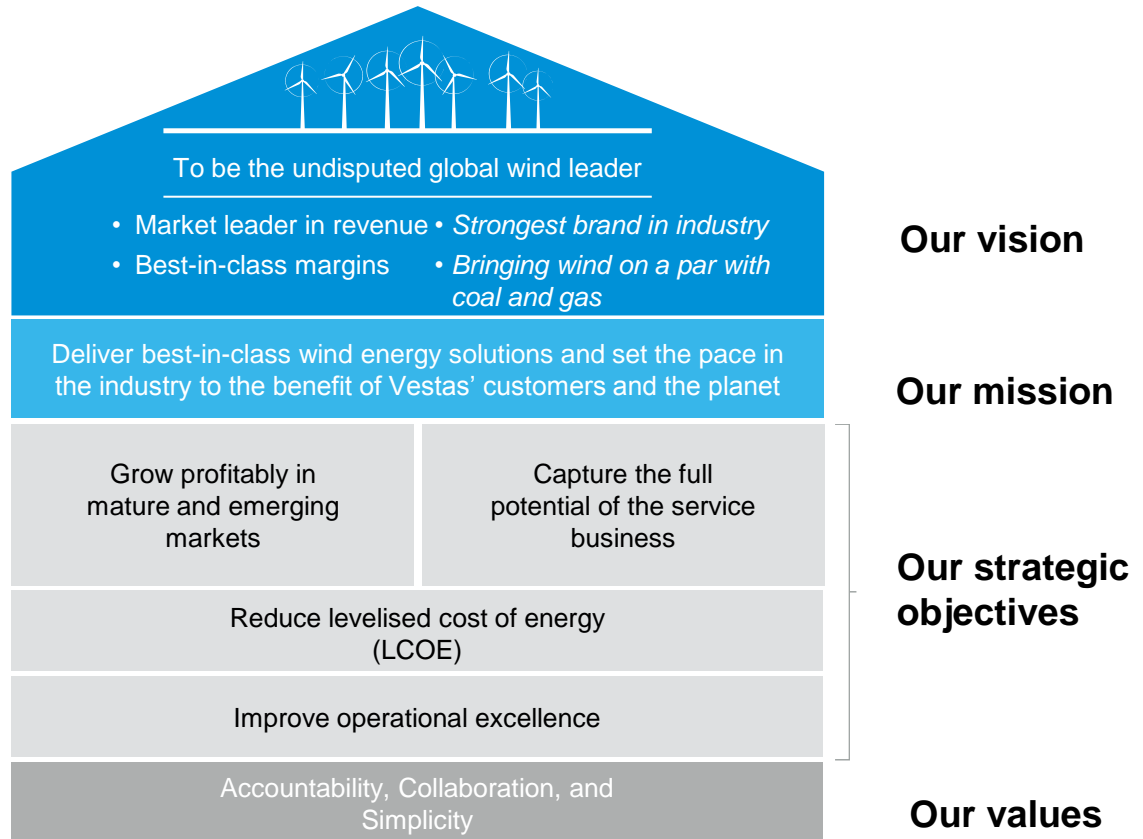 To be the undisputed global wind leader
• Market leader in revenue
• Best-in-class margins
• Strongest brand in industry
• Bringing wind on a par with
coal and gas
Our vision
Deliver best-in-class wind energy solutions and set the pace in
the industry to the benefit of Vestas’ customers and the planet
Our mission
Grow profitably in
mature and emerging
markets
Capture the full
potential of the service
business
Reduce levelised cost of energy
(LCOE)
Improve operational excellence
Our strategic
objectives
Accountability, Collaboration, and
Simplicity
Our values